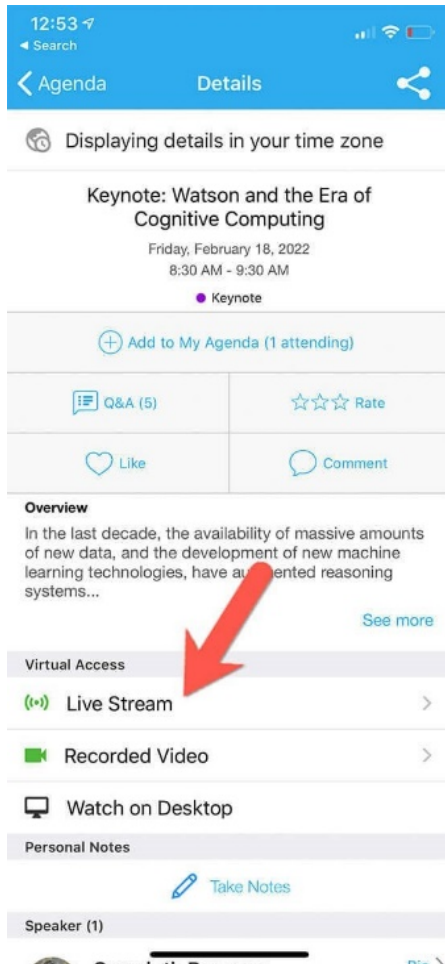 12:53
Search
Agenda
Details
Displaying details in your time zone
Keynote: Watson and the Era of
Cognitive Computing
Friday, February 18, 2022
8:30 AM - 9:30 AM
Keynote
Add to My Agenda (1 attending)
Q&A (5)
Rate
Like
Comment
Overview
In the last decade, the availability of massive amounts
of new data, and the development of new machine
learning technologies, have augmented reasoning
systems...
See more
Virtual Access
Live Stream
Recorded Video
Watch on Desktop
Personal Notes
Take Notes
Speaker (1)
Bio